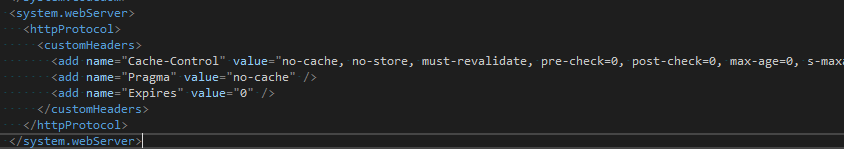 <system.webServer>
<httpProtocol>
<customHeaders>
<add name="Cache-Control" value="no-cache, no-store, must-revalidate, pre-check=0, post-check=0, max-age=0,
<add name="Pragma" value="no-cache" />
<add name="Expires" value="0" />
</customHeaders>
</httpProtocol>
</system.webServer>